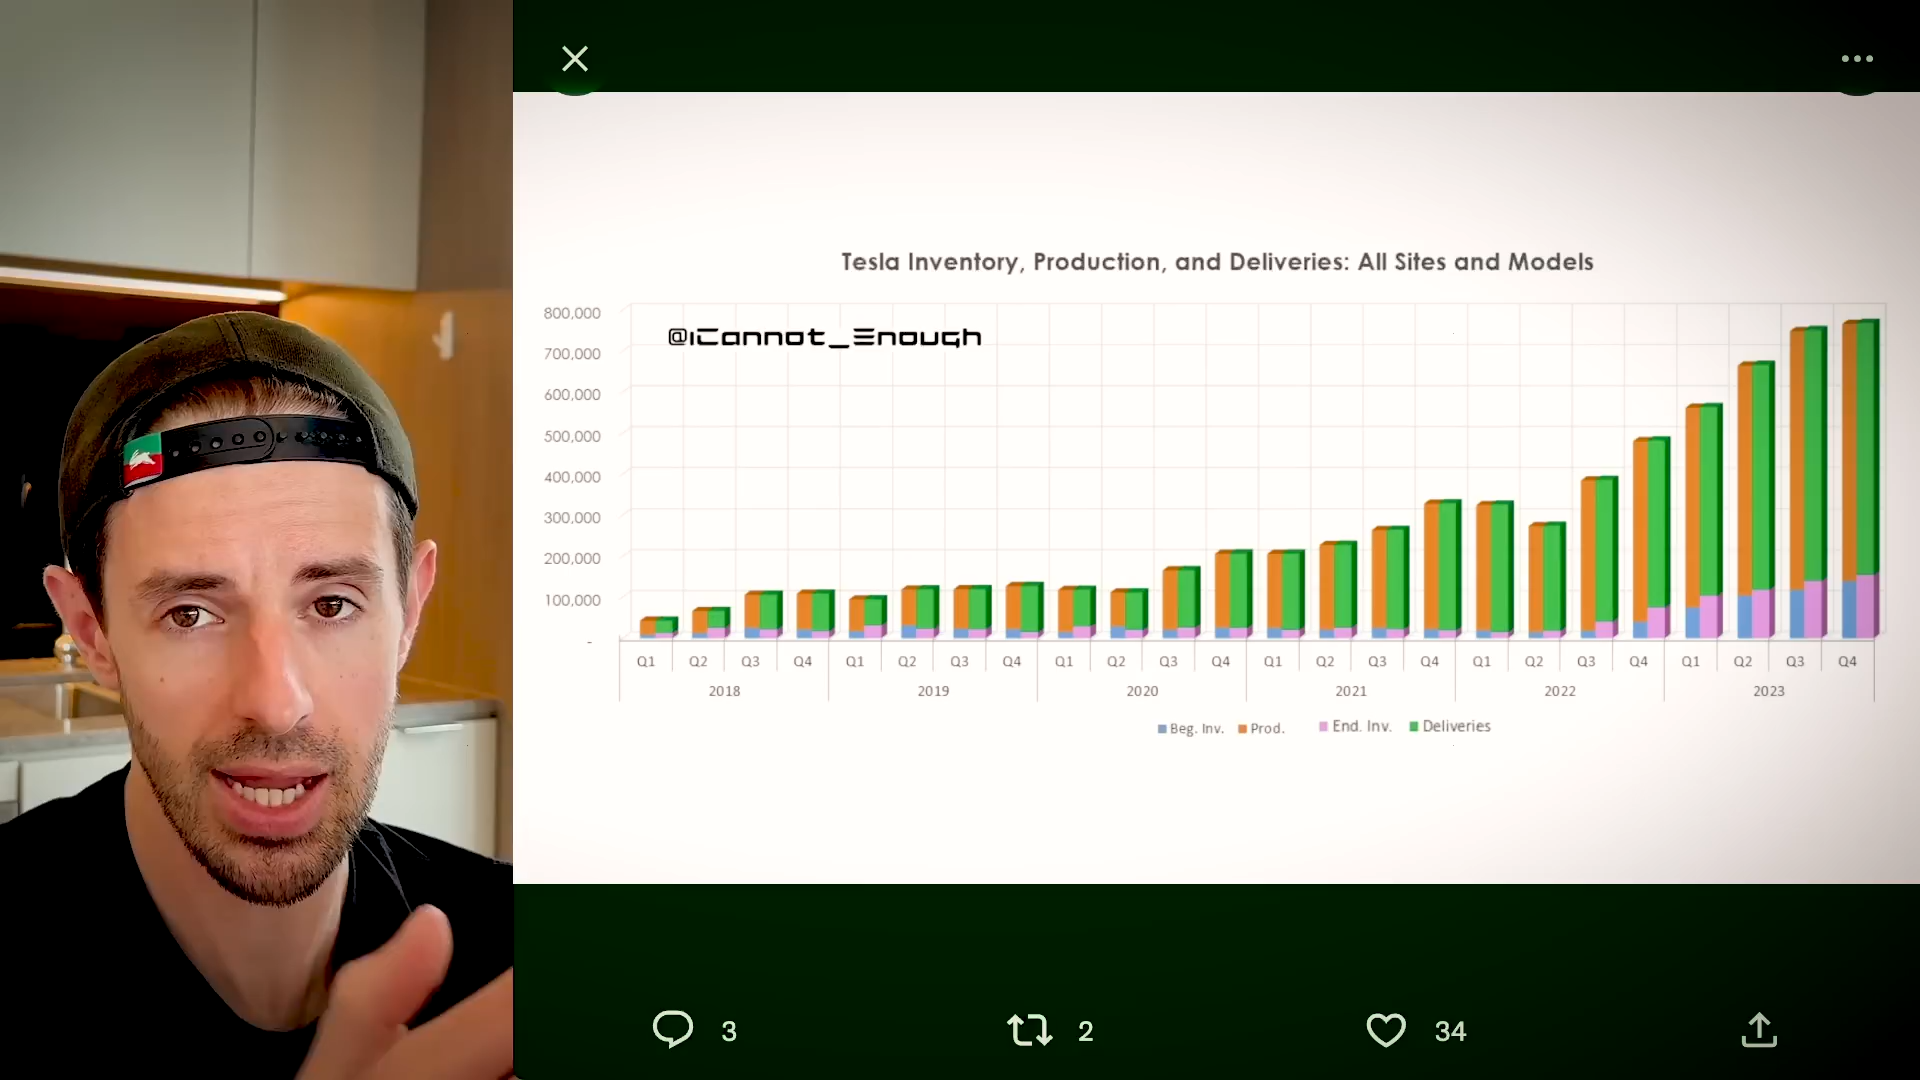 Tesla Inventory, Production, and Deliveries: All Sites and Models
@iCannot_Enough
800,000
700,000
600,000
500,000
400,000
300,000
200,000
100,000
-
Q1 Q2 Q3 Q4 Q1 Q2 Q3 Q4 Q1 Q2 Q3 Q4 Q1 Q2 Q3 Q4 Q1 Q2 Q3 Q4 Q1 Q2 Q3 Q4
2018 2019 2020 2021 2022 2023
Beg. Inv. Prod. End. Inv. Deliveries
3 2 34